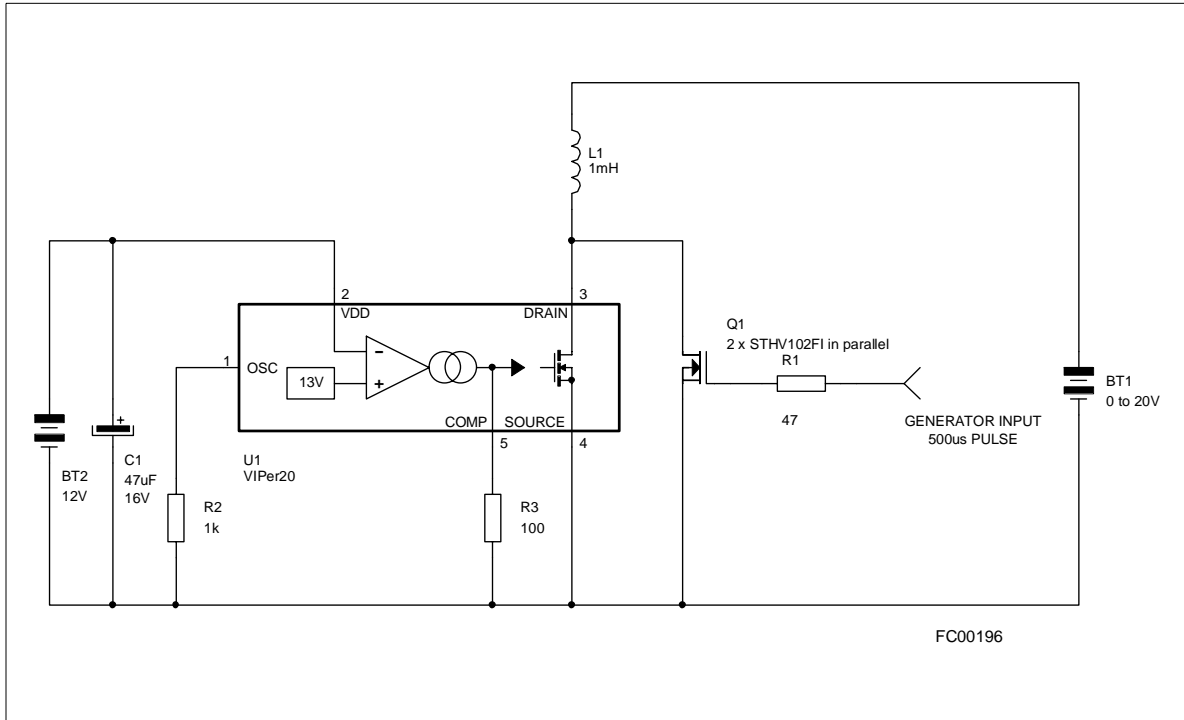 L1
1mH
2
VDD
3
DRAIN
1
OSC
13V
-
+
COMP
SOURCE
5
4
U1
VIPer20
Q1
2 x STHV102FI in parallel
R1
47
GENERATOR INPUT
500us PULSE
BT1
0 to 20V
BT2
12V
+
C1
47uF
16V
R2
1k
R3
100
FC00196